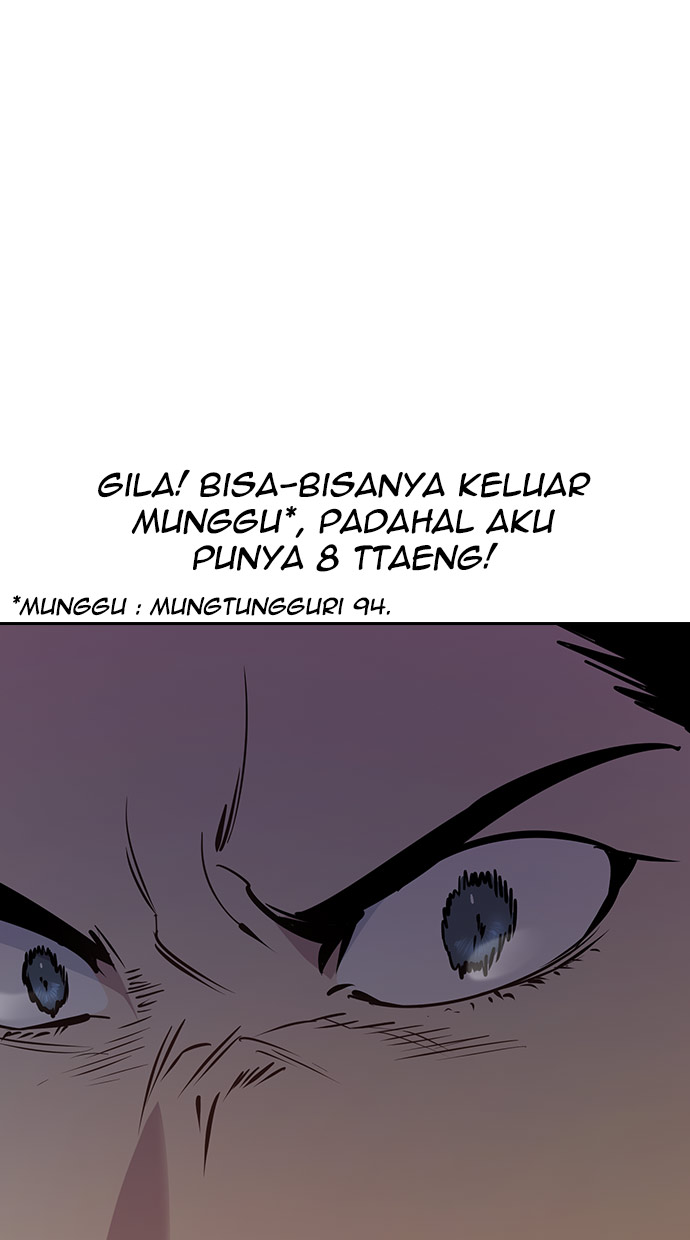 GILA! BISA-BISANYA KELUAR
MUNGGU*, PADAHAL AKU
PUNYA 8 TTAENG!
*MUNGGU : MUNGTUNGGURI 94.